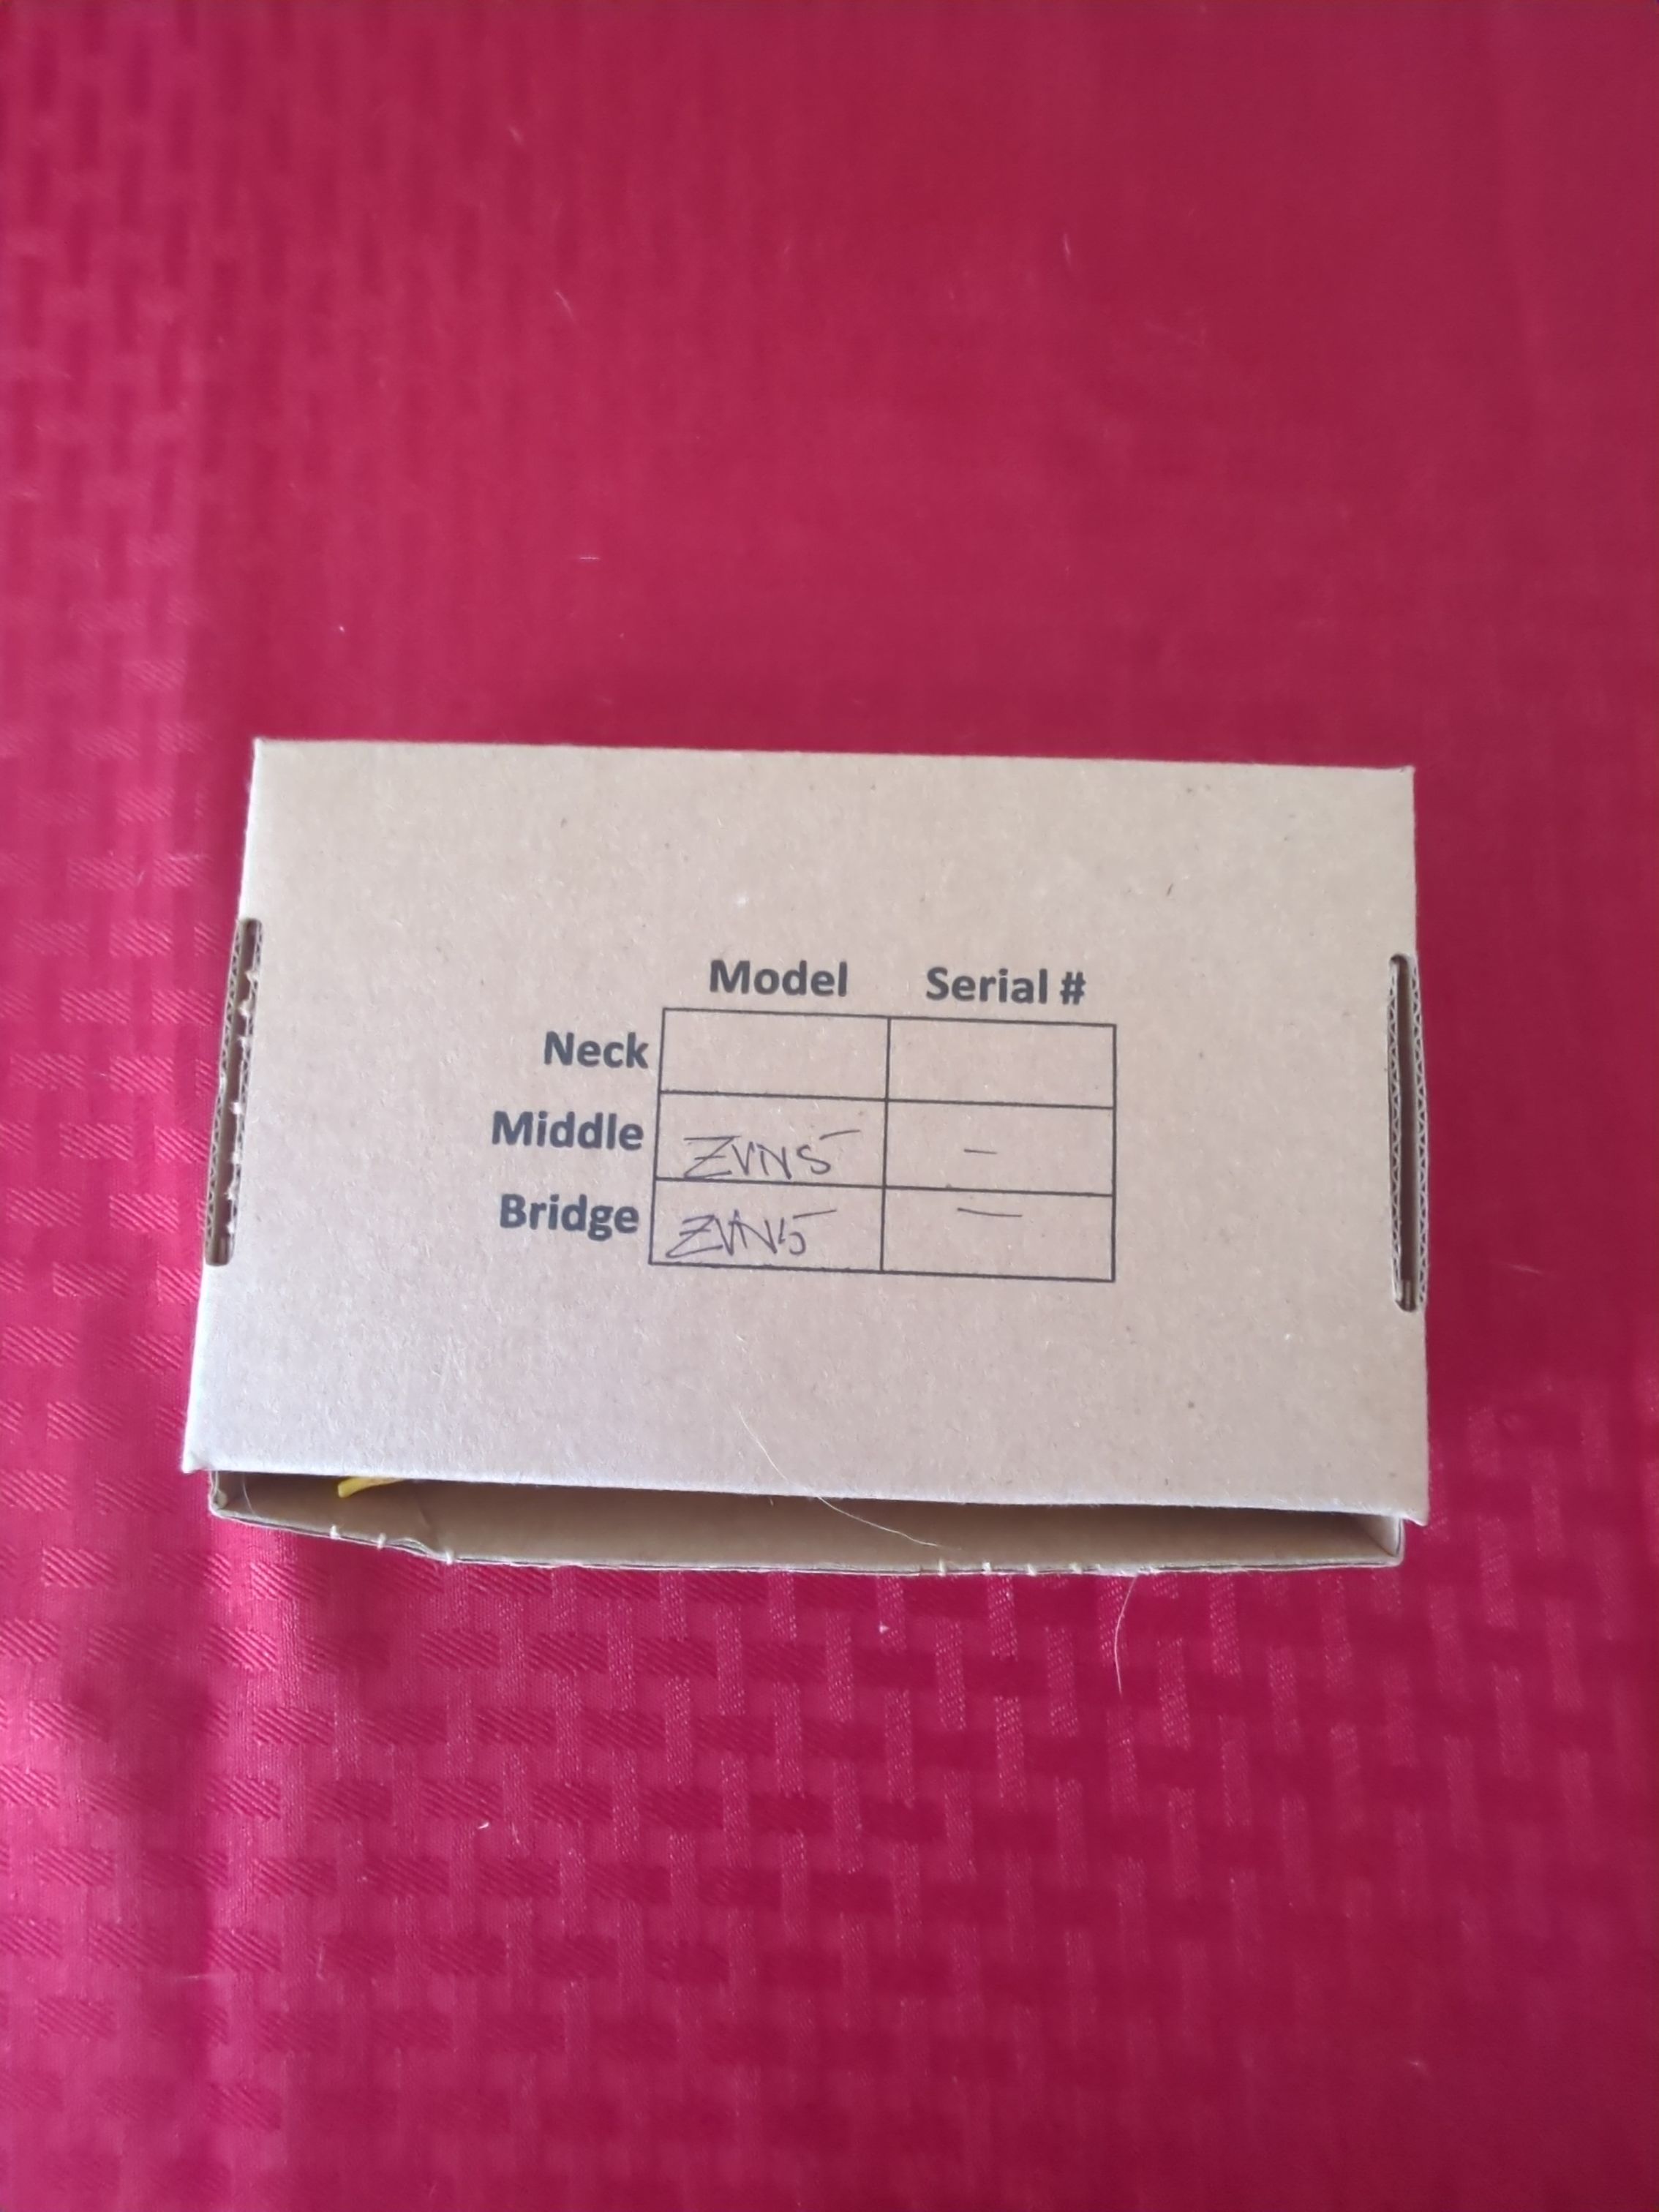 Model Serial #
Neck
Middle ZVN5 -
Bridge ZVN5 -